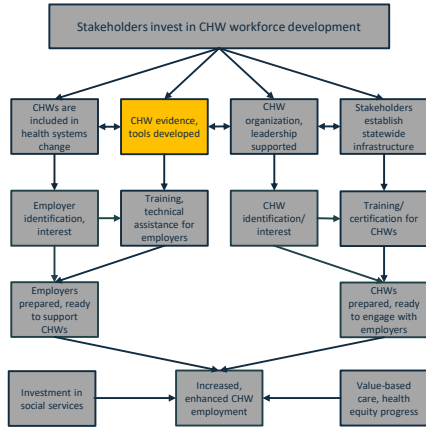 Stakeholders invest in CHW workforce development
CHWs are
included in
health systems
change
CHW evidence,
tools developed
CHW
organization,
leadership
supported
Stakeholders
establish
statewide
infrastructure
Employer
identification,
interest
Training,
technical
assistance for
employers
CHW
identification/
interest
Training/
certification for
CHWs
Employers
prepared, ready
to support
CHWs
CHWs
prepared, ready
to engage with
employers
Investment in
social services
Increased,
enhanced CHW
employment
Value-based
care, health
equity progress